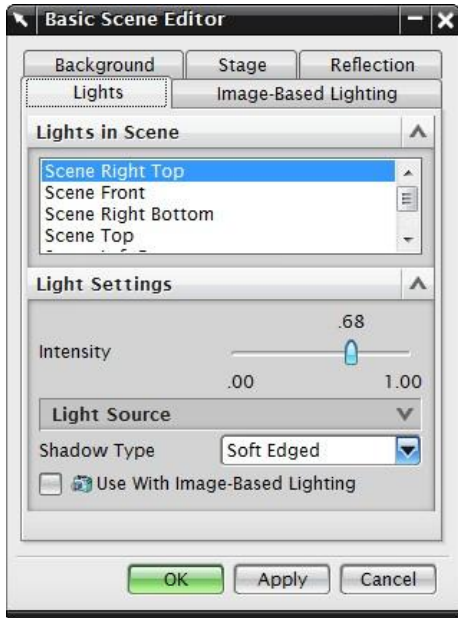 Basic Scene Editor
Background Stage Reflection
Lights Image-Based Lighting
Lights in Scene
Scene Right Top
Scene Front
Scene Right Bottom
Scene Top
Light Settings
.68
Intensity
.00 1.00
Light Source
Shadow Type Soft Edged
Use With Image-Based Lighting
OK Apply Cancel